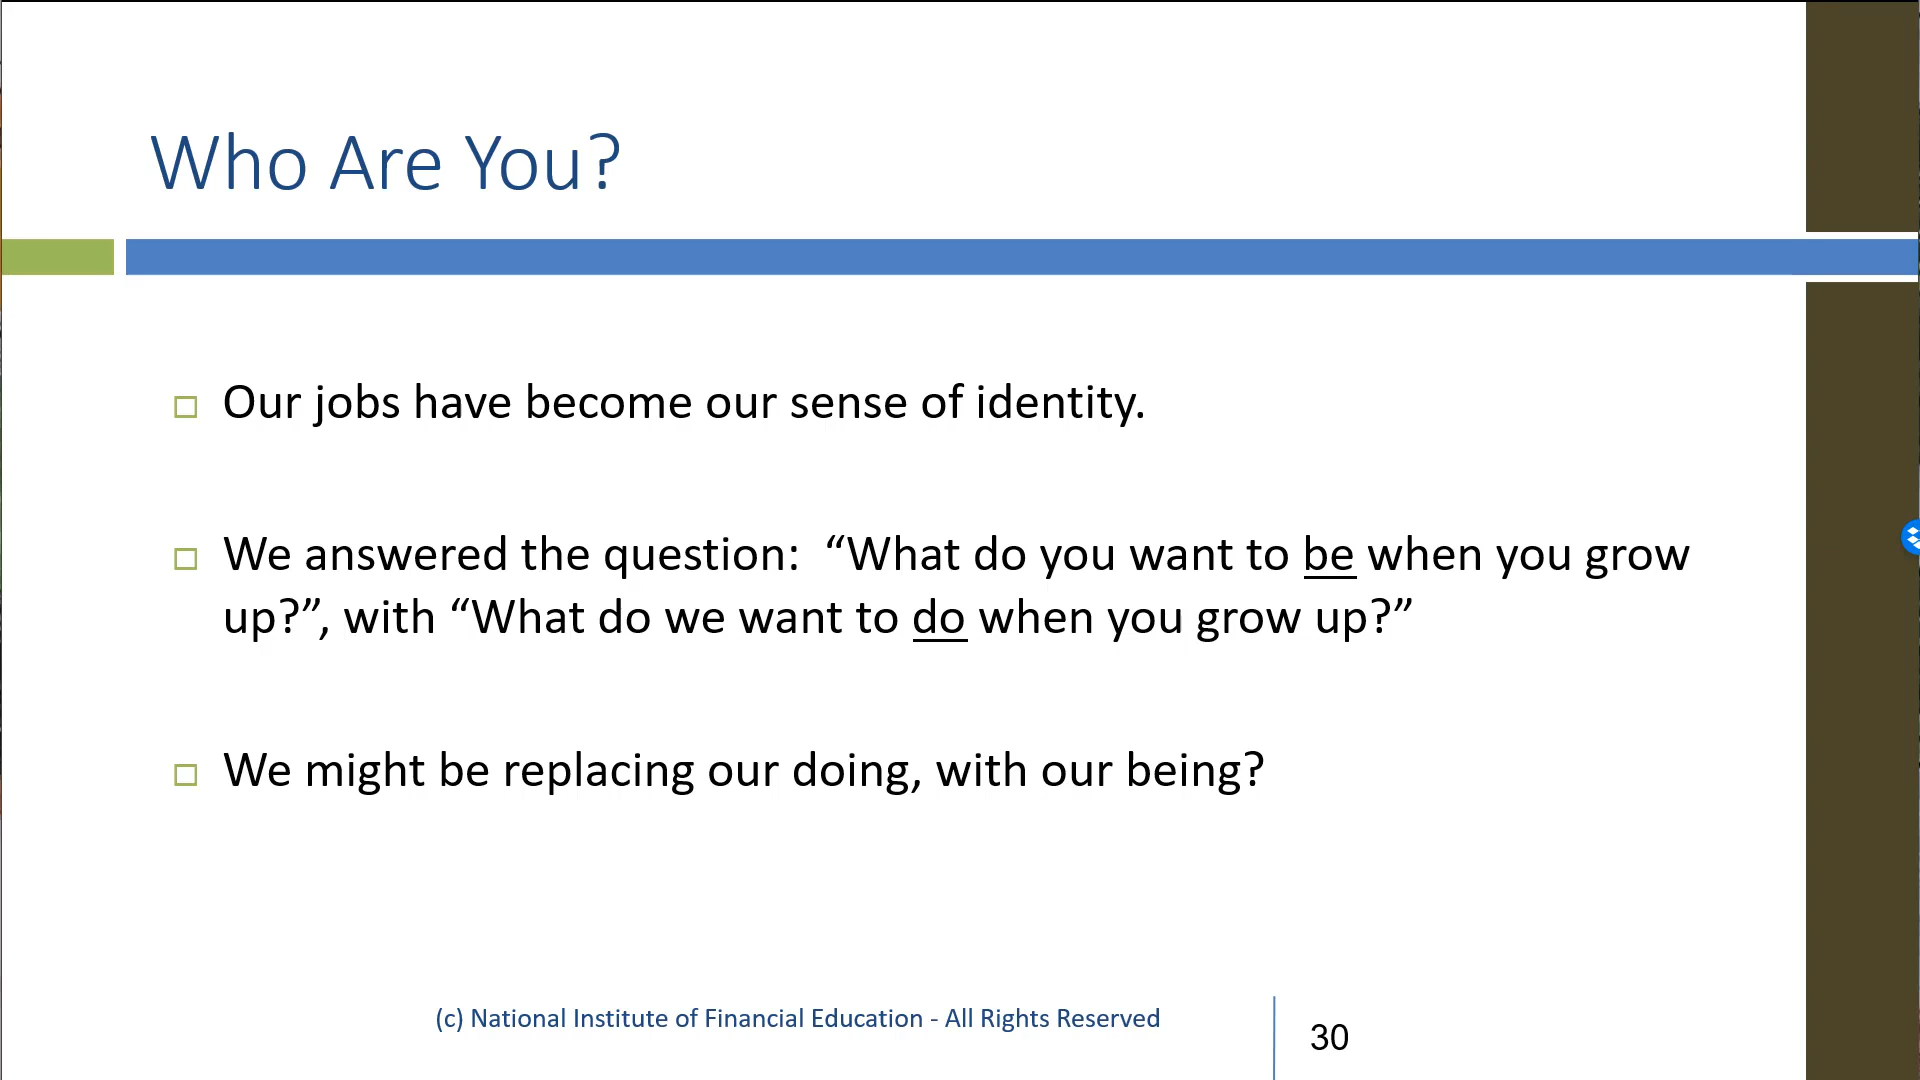 Who Are You?
Our jobs have become our sense of identity.
We answered the question:  “What do you want to be when you grow
up?”, with “What do we want to do when you grow up?”
We might be replacing our doing, with our being?
(c) National Institute of Financial Education - All Rights Reserved
30